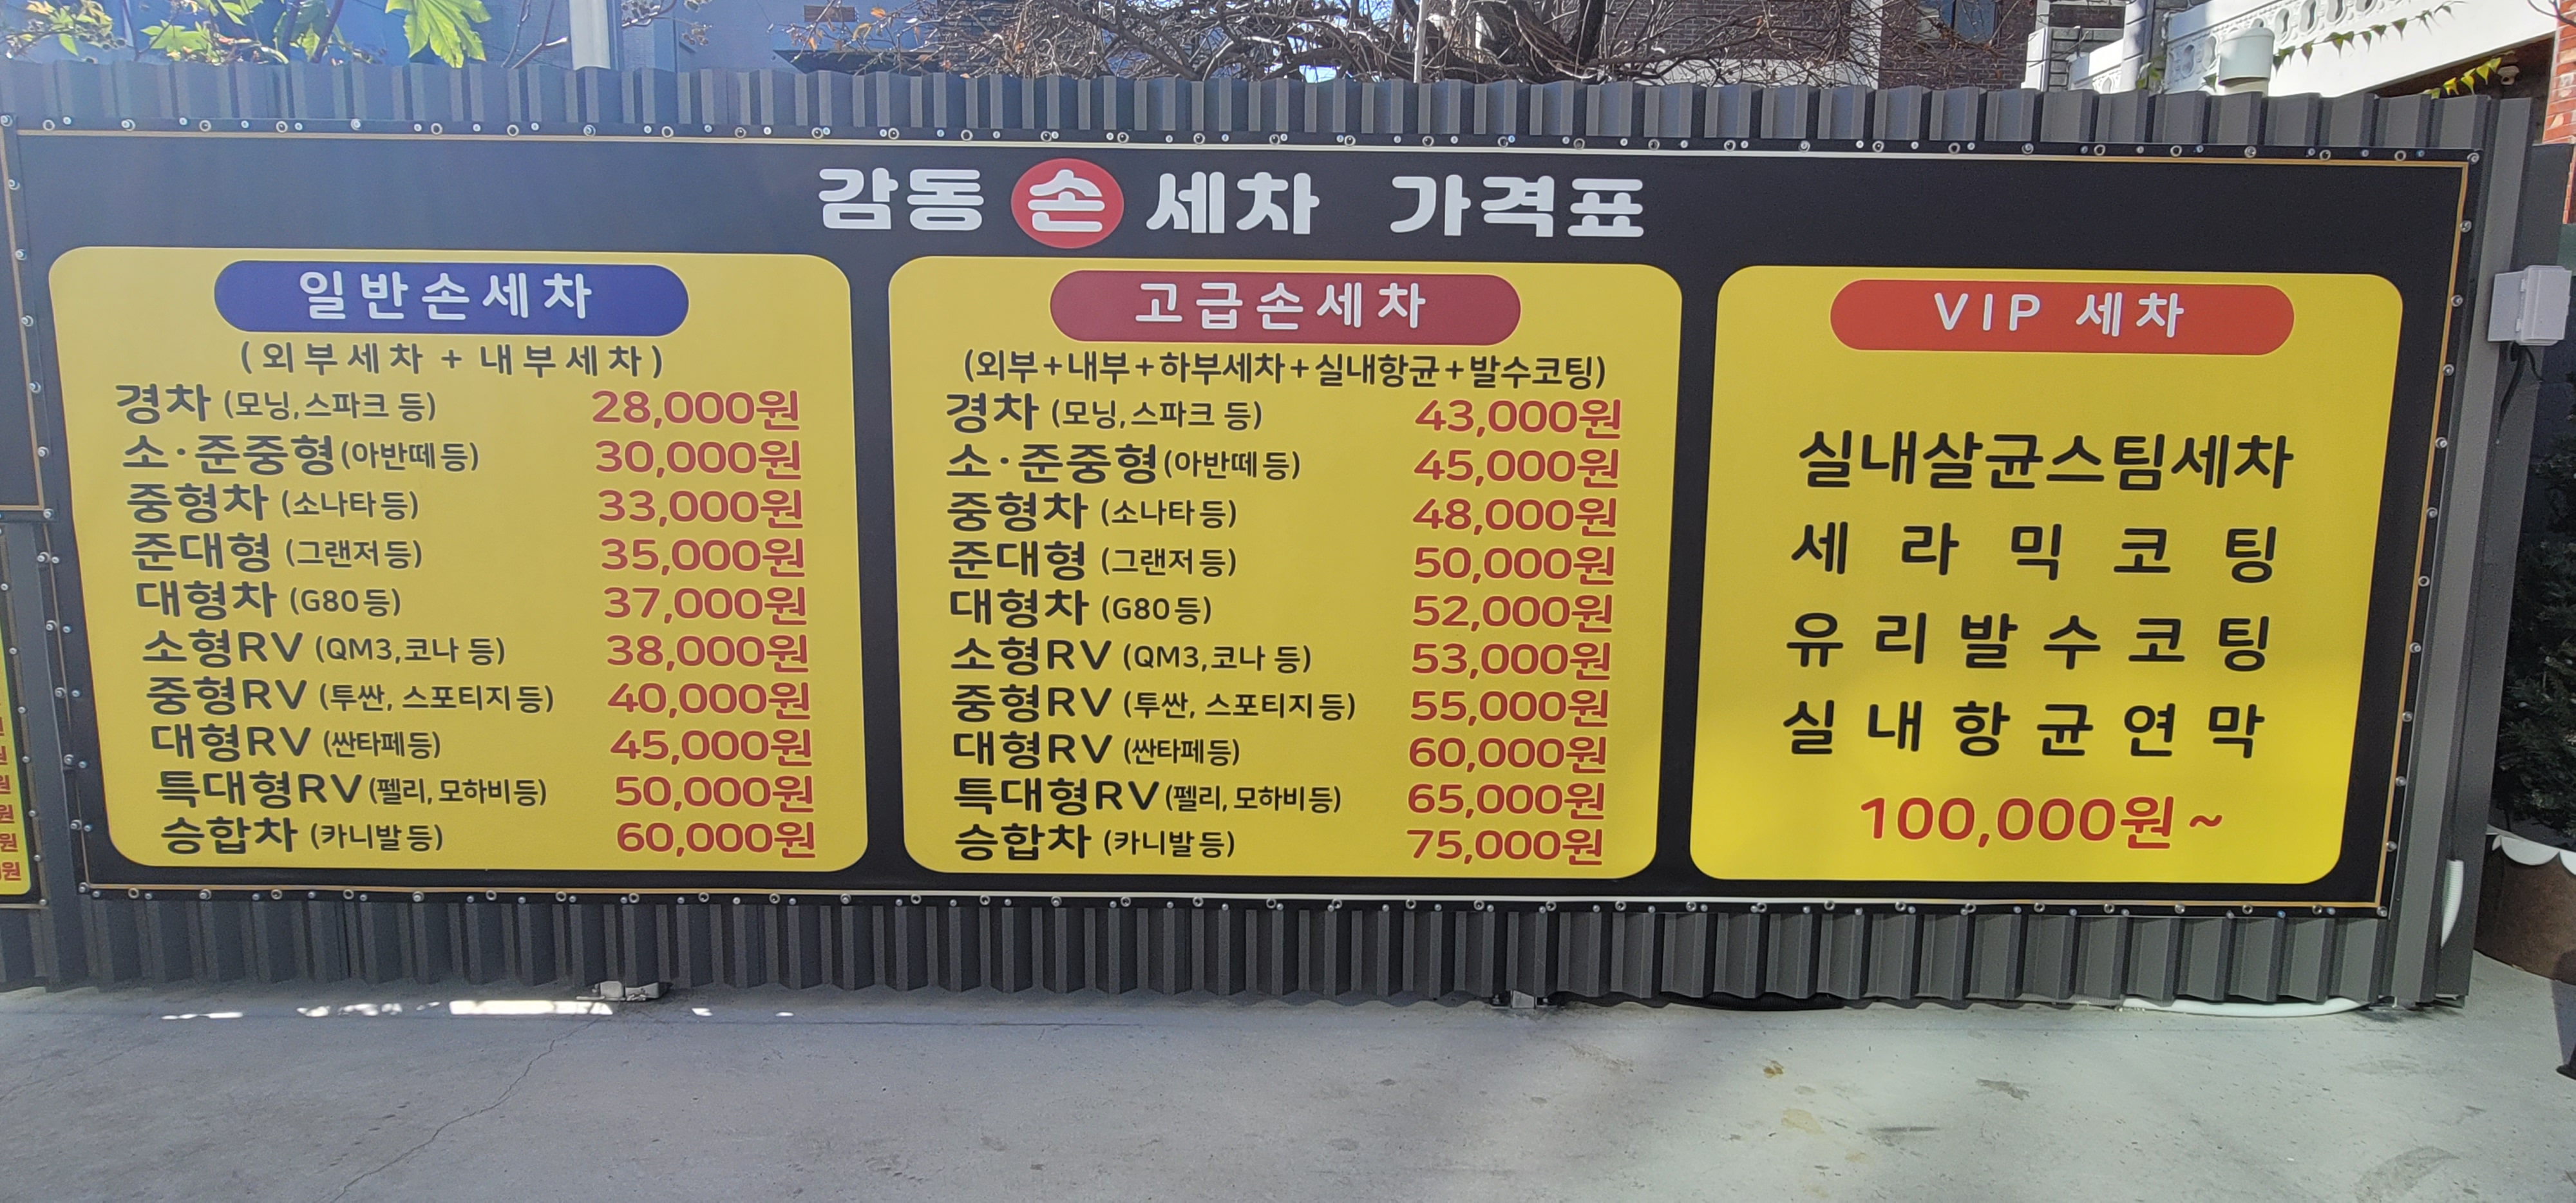 감동 손 세차 가격표
일반손세차
(외부세차 + 내부세차)
경차 (모닝,스파크 등) 28,000원
소·준중형(아반떼등) 30,000원
중형차 (소나타등) 33,000원
준대형 (그랜저등) 35,000원
대형차 (G80등) 37,000원
소형RV (QM3,코나 등) 38,000원
중형RV (투싼, 스포티지등) 40,000원
대형RV (싼타페등) 45,000원
특대형RV(펠리, 모하비등) 50,000원
승합차 (카니발등) 60,000원
고급손세차
(외부+내부+하부세차+실내항균+발수코팅)
경차 (모닝,스파크 등) 43,000원
소·준중형(아반떼등) 45,000원
중형차 (소나타등) 48,000원
준대형 (그랜저등) 50,000원
대형차 (G80등) 52,000원
소형RV (QM3,코나 등) 53,000원
중형RV (투싼, 스포티지등) 55,000원
대형RV (싼타페등) 60,000원
특대형RV(펠리, 모하비등) 65,000원
승합차 (카니발등) 75,000원
VIP 세차
실내살균스팀세차
세라믹코팅
유리발수코팅
실내항균연막
100,000원~